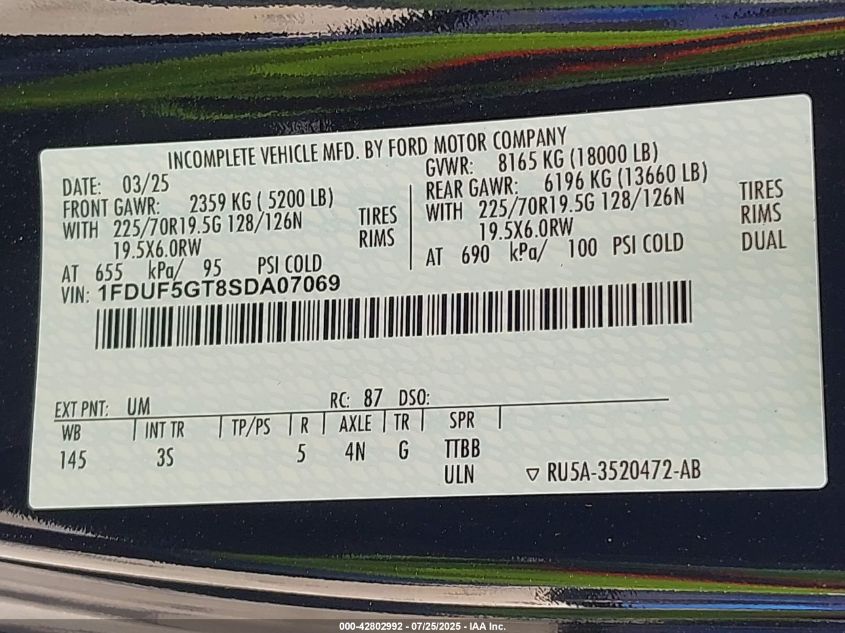 INCOMPLETE VEHICLE MFD. BY FORD MOTOR COMPANY
DATE: 03/25
FRONT GAWR: 2359 KG ( 5200 LB)
WITH 225/70R19.5G 128/126N TIRES
19.5X6.0RW RIMS
AT 655 kPa/ 95 PSI COLD
GVWR: 8165 KG (18000 LB)
REAR GAWR: 6196 KG (13660 LB)
WITH 225/70R19.5G 128/126N TIRES
19.5X6.0RW RIMS
AT 690 kPa/ 100 PSI COLD DUAL
VIN: 1FDUF5GT8SDA07069
EXT PNT: UM RC: 87 DSO:
WB INT TR TP/PS R AXLE TR SPR
145 3S 5 4N G TTBB
ULN ▽ RU5A-3520472-AB
000-42802992 - 07/25/2025 - IAA Inc.